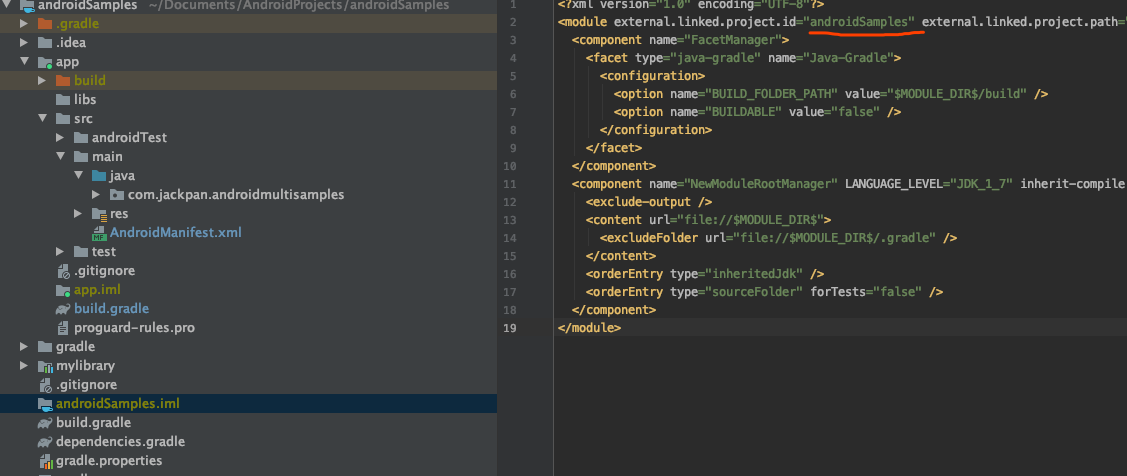 androidSamples ~/Documents/AndroidProjects/androidSamples
.gradle
.idea
app
build
libs
src
androidTest
main
java
com.jackpan.androidmultisamples
res
AndroidManifest.xml
test
.gitignore
app.iml
build.gradle
proguard-rules.pro
gradle
mylibrary
.gitignore
androidSamples.iml
build.gradle
dependencies.gradle
gradle.properties
1 <?xml version="1.0" encoding="UTF-8"?>
2 <module external.linked.project.id="androidSamples" external.linked.project.path="
3 <component name="FacetManager">
4 <facet type="java-gradle" name="Java-Gradle">
5 <configuration>
6 <option name="BUILD_FOLDER_PATH" value="$MODULE_DIR$/build" />
7 <option name="BUILDABLE" value="false" />
8 </configuration>
9 </facet>
10 </component>
11 <component name="NewModuleRootManager" LANGUAGE_LEVEL="JDK_1_7" inherit-compile
12 <exclude-output />
13 <content url="file://$MODULE_DIR$">
14 <excludeFolder url="file://$MODULE_DIR$/.gradle" />
15 </content>
16 <orderEntry type="inheritedJdk" />
17 <orderEntry type="sourceFolder" forTests="false" />
18 </component>
19 </module>